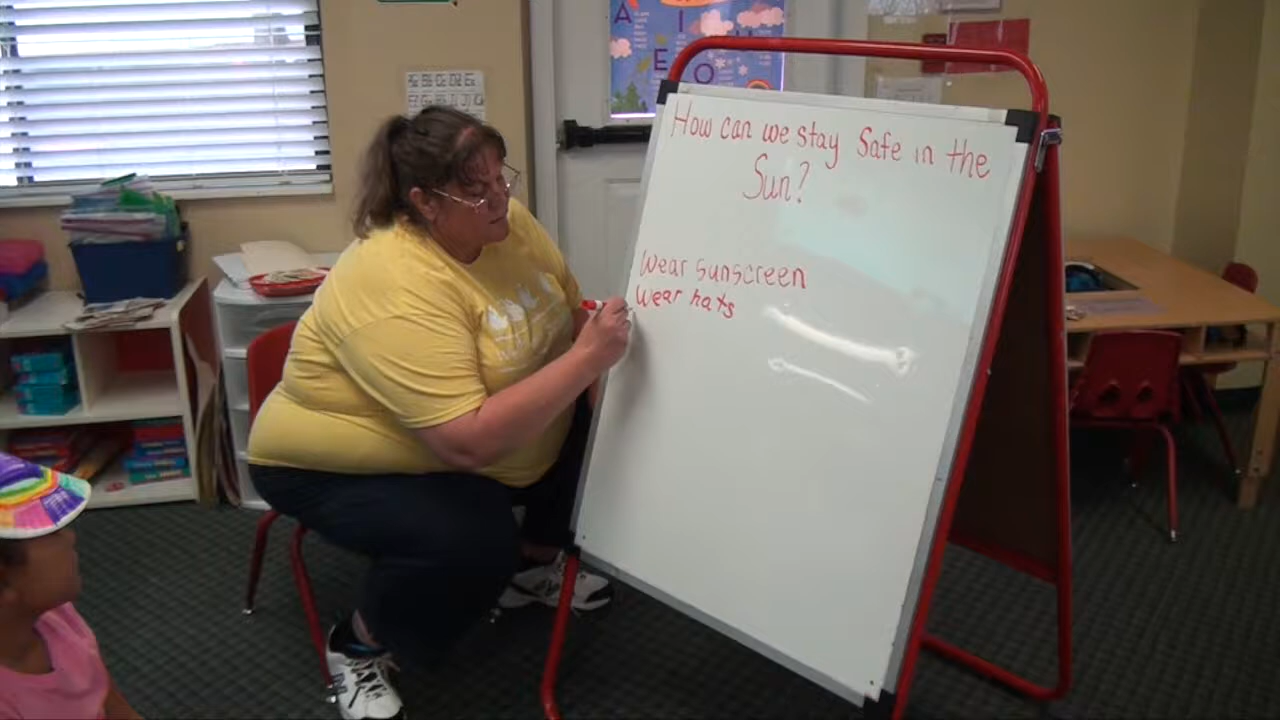 A
I
E
O
How can we stay Safe in the
Sun?
Wear sunscreen
Wear hats